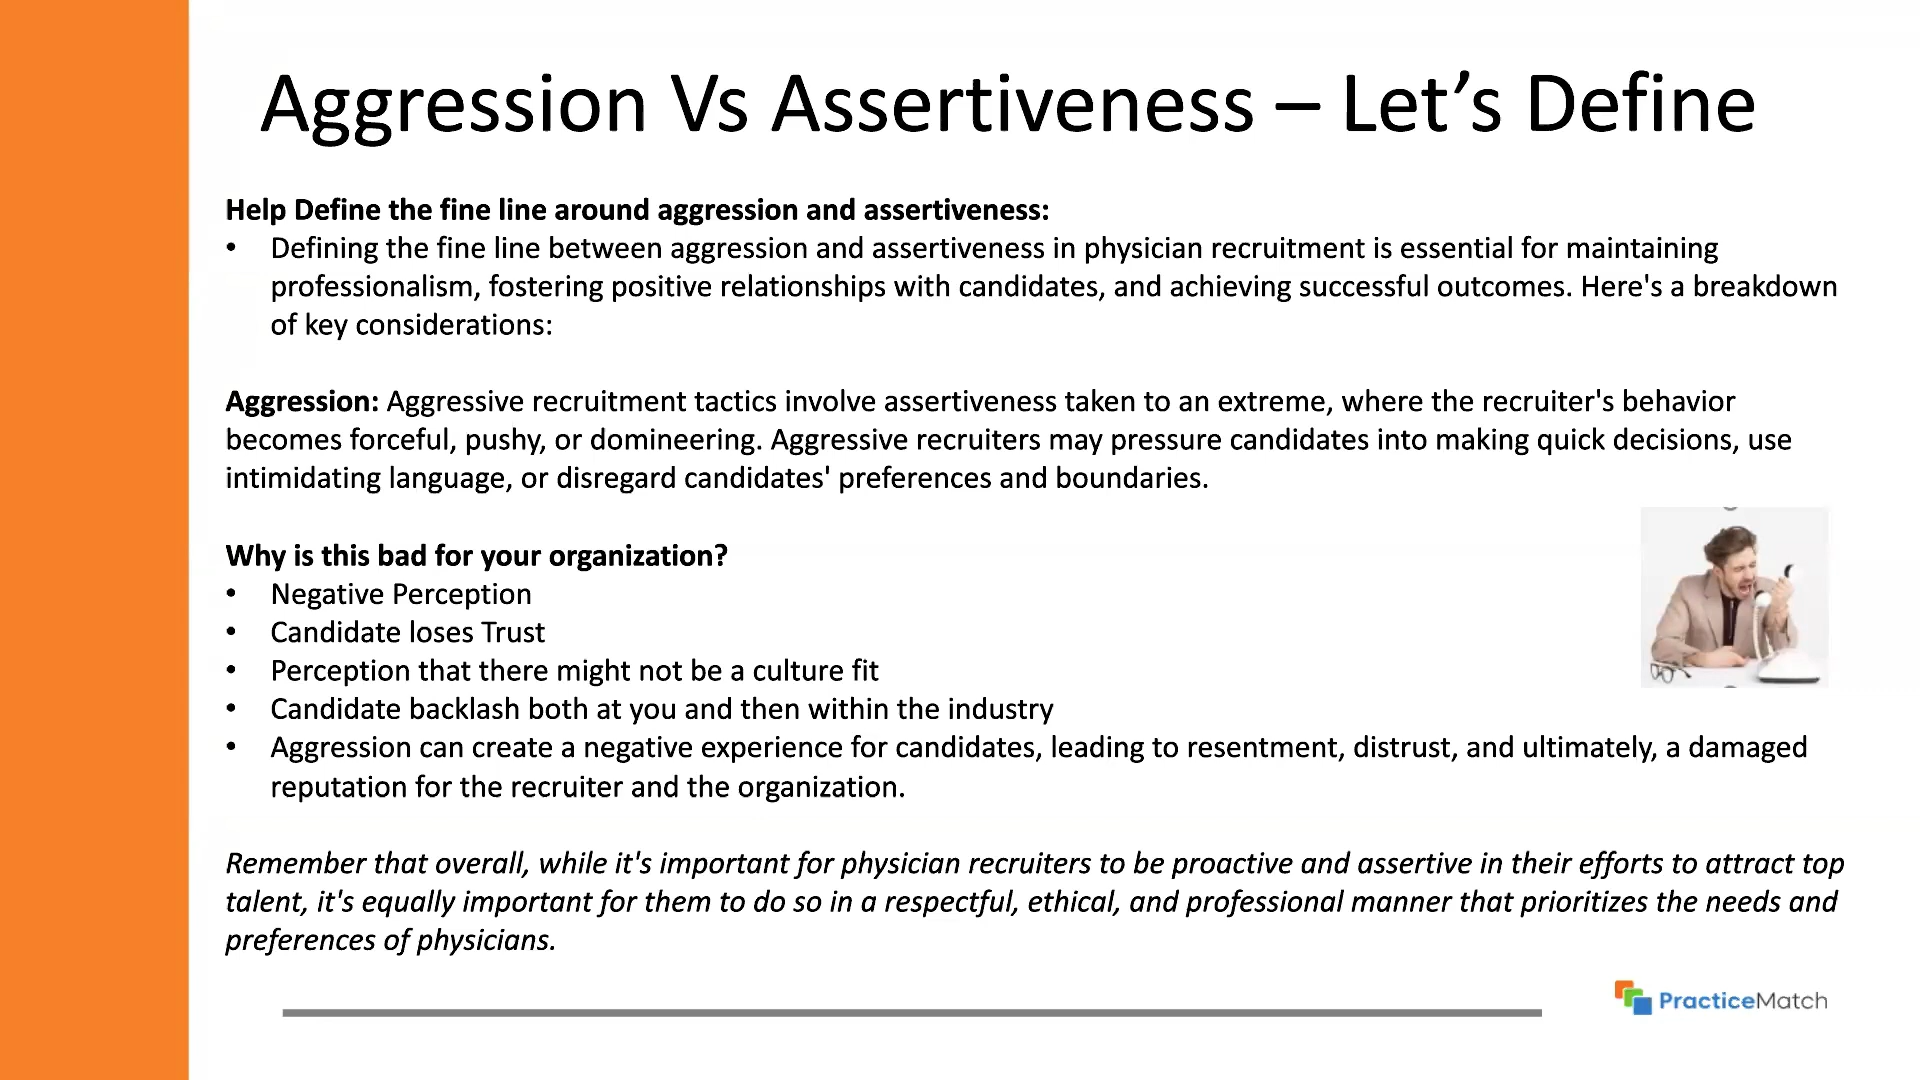 Aggression Vs Assertiveness – Let’s Define
Help Define the fine line around aggression and assertiveness:
• Defining the fine line between aggression and assertiveness in physician recruitment is essential for maintaining
professionalism, fostering positive relationships with candidates, and achieving successful outcomes. Here's a breakdown
of key considerations:
Aggression: Aggressive recruitment tactics involve assertiveness taken to an extreme, where the recruiter's behavior
becomes forceful, pushy, or domineering. Aggressive recruiters may pressure candidates into making quick decisions, use
intimidating language, or disregard candidates' preferences and boundaries.
Why is this bad for your organization?
• Negative Perception
• Candidate loses Trust
• Perception that there might not be a culture fit
• Candidate backlash both at you and then within the industry
• Aggression can create a negative experience for candidates, leading to resentment, distrust, and ultimately, a damaged
reputation for the recruiter and the organization.
Remember that overall, while it's important for physician recruiters to be proactive and assertive in their efforts to attract top
talent, it's equally important for them to do so in a respectful, ethical, and professional manner that prioritizes the needs and
preferences of physicians.
PracticeMatch